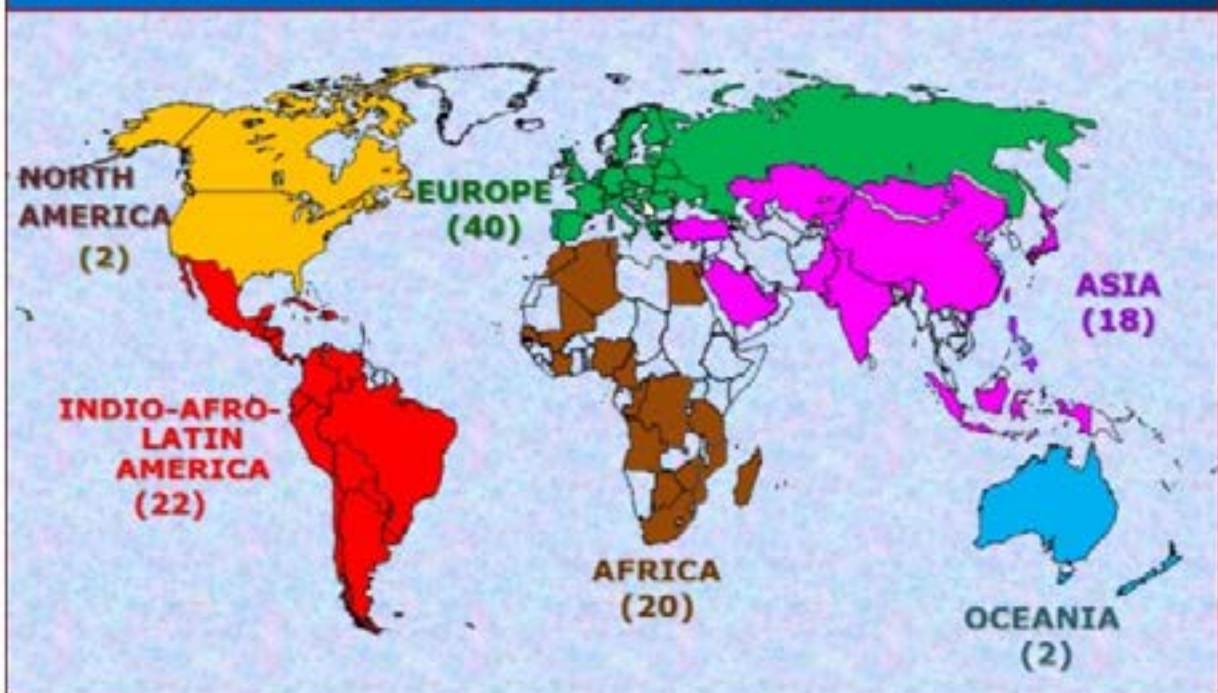 NORTH
AMERICA
(2)
EUROPE
(40)
ASIA
(18)
INDIO-AFRO-
LATIN
AMERICA
(22)
AFRICA
(20)
OCEANIA
(2)